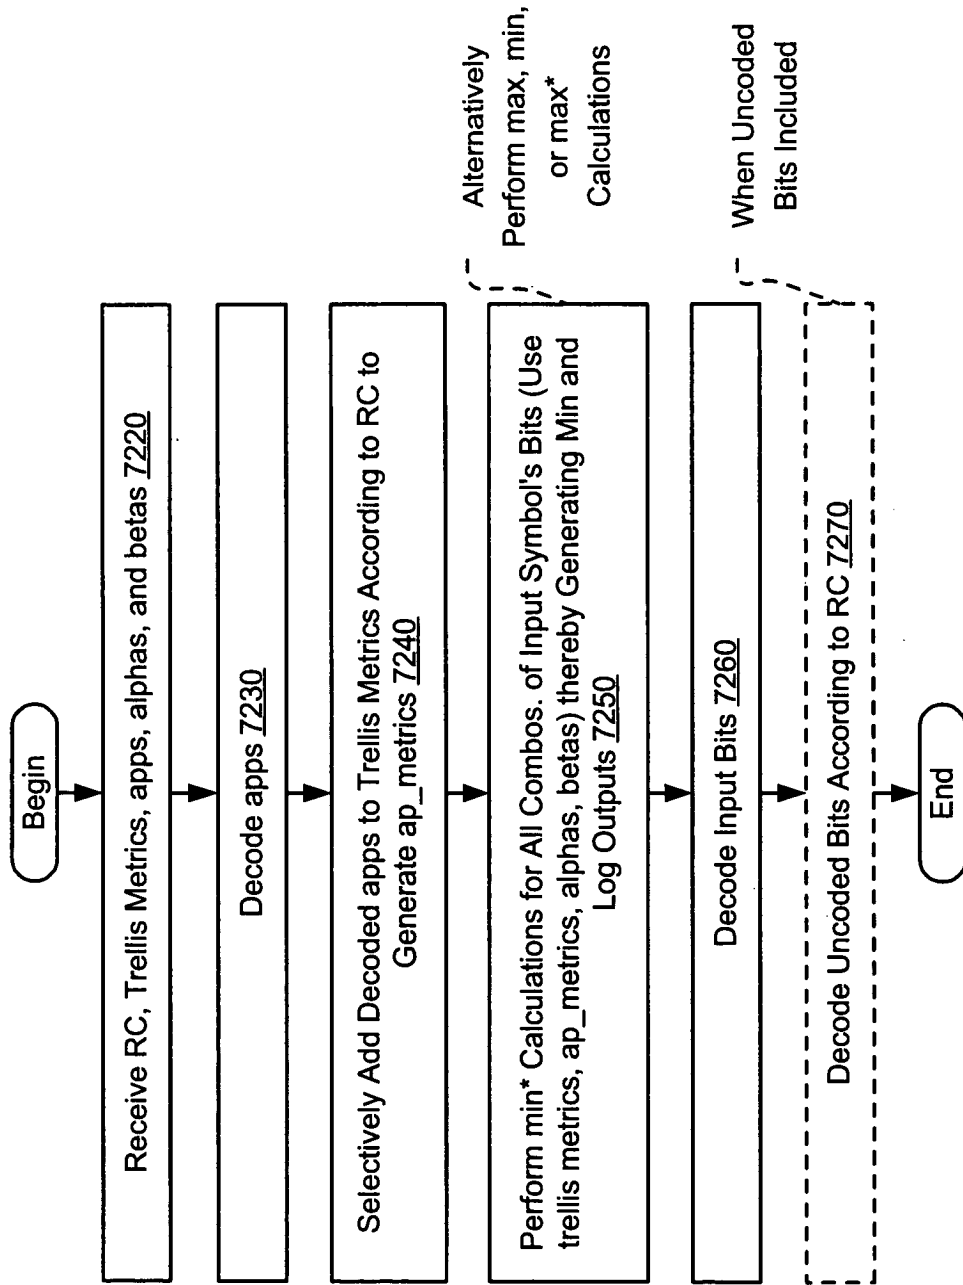 Begin
Receive RC, Trellis Metrics, apps, alphas, and betas 7220
Decode apps 7230
Selectively Add Decoded apps to Trellis Metrics According to RC to
Generate ap_metrics 7240
Alternatively
Perform max, min,
or max*
Calculations
Perform min* Calculations for All Combos. of Input Symbol's Bits (Use
trellis metrics, ap_metrics, alphas, betas) thereby Generating Min and
Log Outputs 7250
Decode Input Bits 7260
When Uncoded
Bits Included
Decode Uncoded Bits According to RC 7270
End